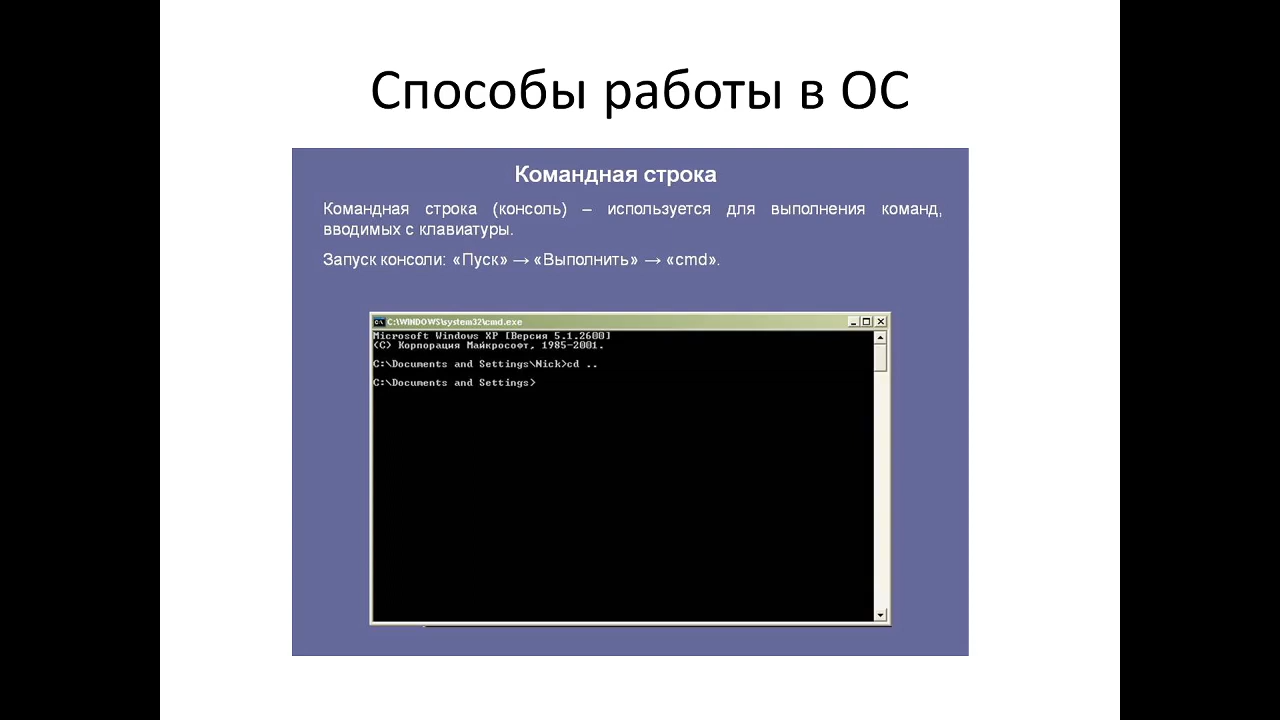 Способы работы в ОС
Командная строка
Командная строка (консоль) – используется для выполнения команд,
вводимых с клавиатуры.
Запуск консоли: «Пуск» → «Выполнить» → «cmd».
C:\WINDOWS\system32\cmd.exe
Microsoft Windows XP [Версия 5.1.2600]
(C) Корпорация Майкрософт, 1985-2001.
C:\Documents and Settings\Nick>cd ..
C:\Documents and Settings>